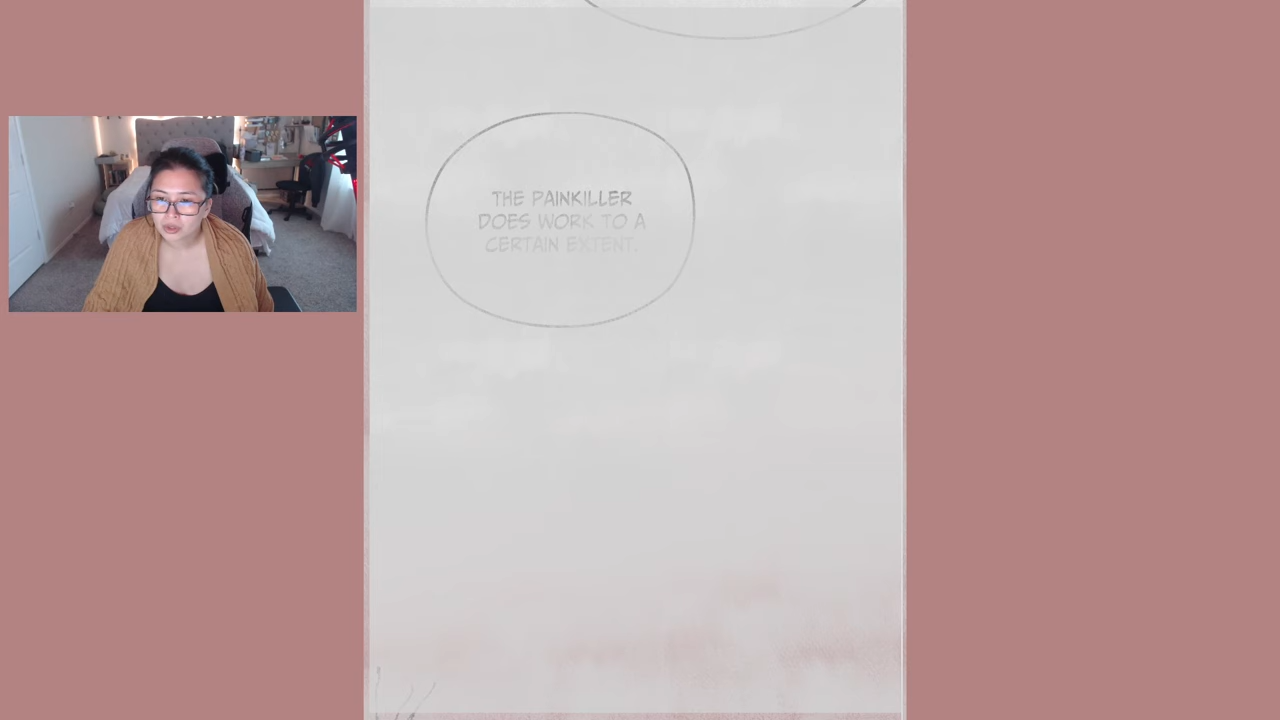 THE PAINKILLER
DOES WORK TO A
CERTAIN EXTENT.